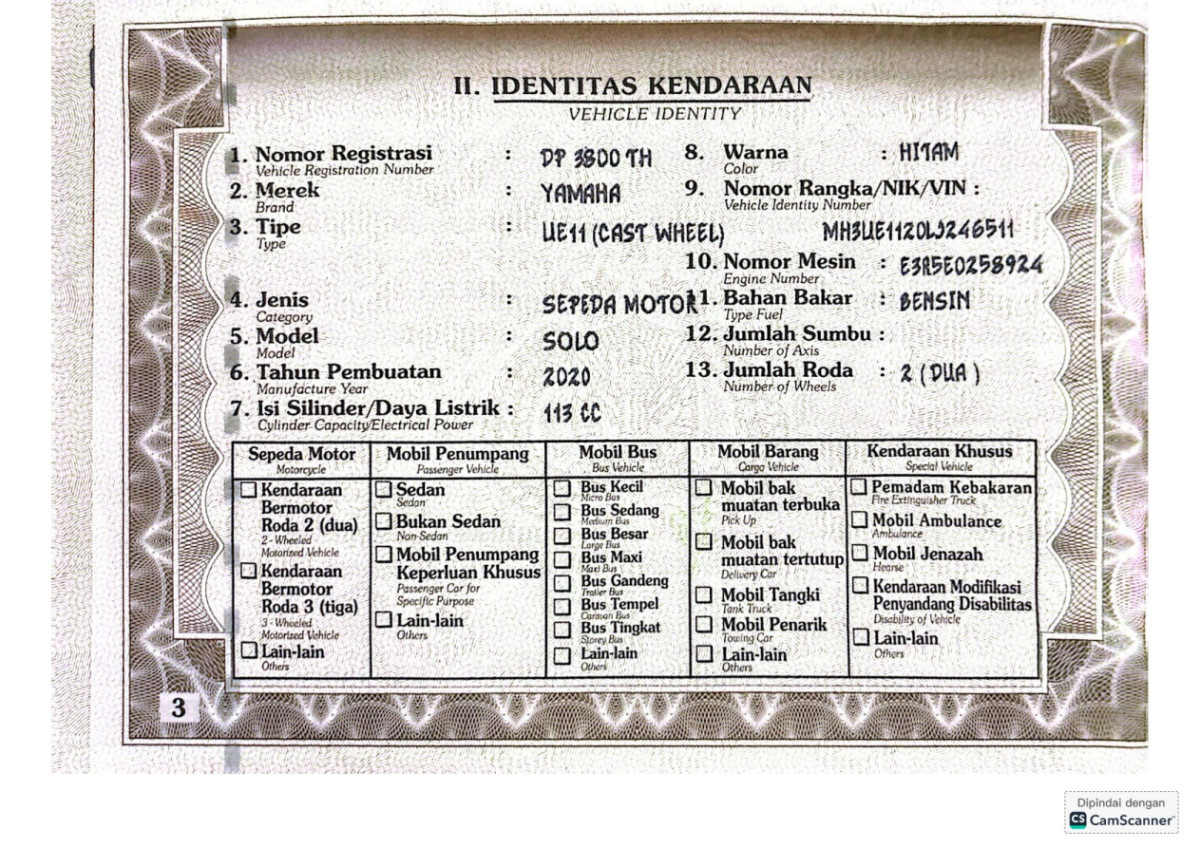 II. IDENTITAS KENDARAAN
VEHICLE IDENTITY
1. Nomor Registrasi : DP 3800 TH
Vehicle Registration Number
2. Merek : YAMAHA
Brand
3. Tipe : UE11 (CAST WHEEL)
Type
4. Jenis : SEPEDA MOTOR
Category
5. Model : SOLO
Model
6. Tahun Pembuatan : 2020
Manufacture Year
7. Isi Silinder/Daya Listrik : 113 CC
Cylinder Capacity/Electrical Power
8. Warna : HITAM
Color
9. Nomor Rangka/NIK/VIN :
Vehicle Identity Number
MH3UE1120LJ246511
10. Nomor Mesin : E3R5E0258924
Engine Number
11. Bahan Bakar : BENSIN
Type Fuel
12. Jumlah Sumbu :
Number of Axis
13. Jumlah Roda : 2 (DUA)
Number of Wheels
Sepeda Motor
Motorcycle
Kendaraan
Bermotor
Roda 2 (dua)
2 - Wheeled
Motorized Vehicle
Kendaraan
Bermotor
Roda 3 (tiga)
3 - Wheeled
Motorized Vehicle
Lain-lain
Others
Mobil Penumpang
Passenger Vehicle
Sedan
Sedan
Bukan Sedan
Non-Sedan
Mobil Penumpang
Keperluan Khusus
Passenger Car for
Specific Purpose
Lain-lain
Others
Mobil Bus
Bus Vehicle
Bus Kecil
Micro Bus
Bus Sedang
Medium Bus
Bus Besar
Large Bus
Bus Maxi
Maxi Bus
Bus Gandeng
Trailer Bus
Bus Tempel
Caravan Bus
Bus Tingkat
Storey Bus
Lain-lain
Others
Mobil Barang
Cargo Vehicle
Mobil bak
muatan terbuka
Pick Up
Mobil bak
muatan tertutup
Delivery Car
Mobil Tangki
Tank Truck
Mobil Penarik
Towing Car
Lain-lain
Others
Kendaraan Khusus
Special Vehicle
Pemadam Kebakaran
Fire Extinguisher Truck
Mobil Ambulance
Ambulance
Mobil Jenazah
Hearse
Kendaraan Modifikasi
Penyandang Disabilitas
Disability of Vehicle
Lain-lain
Others
3
Dipindai dengan
CS CamScanner